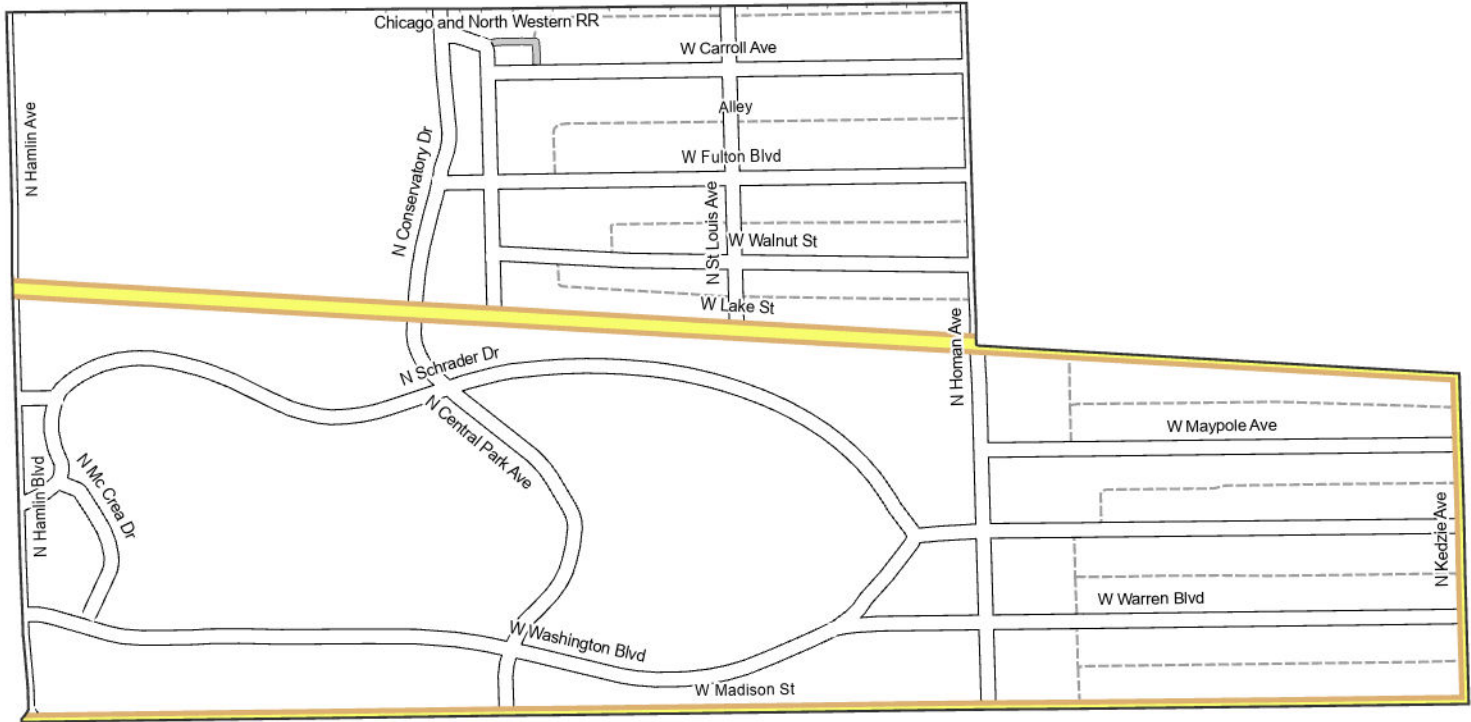 Chicago and North Western RR
W Carroll Ave
N Hamlin Ave
Alley
N Conservatory Dr
W Fulton Blvd
N St Louis Ave
W Walnut St
W Lake St
N Homan Ave
N Schrader Dr
N Central Park Ave
W Maypole Ave
N Hamlin Blvd
N Mc Crea Dr
N Kedzie Ave
W Warren Blvd
W Washington Blvd
W Madison St